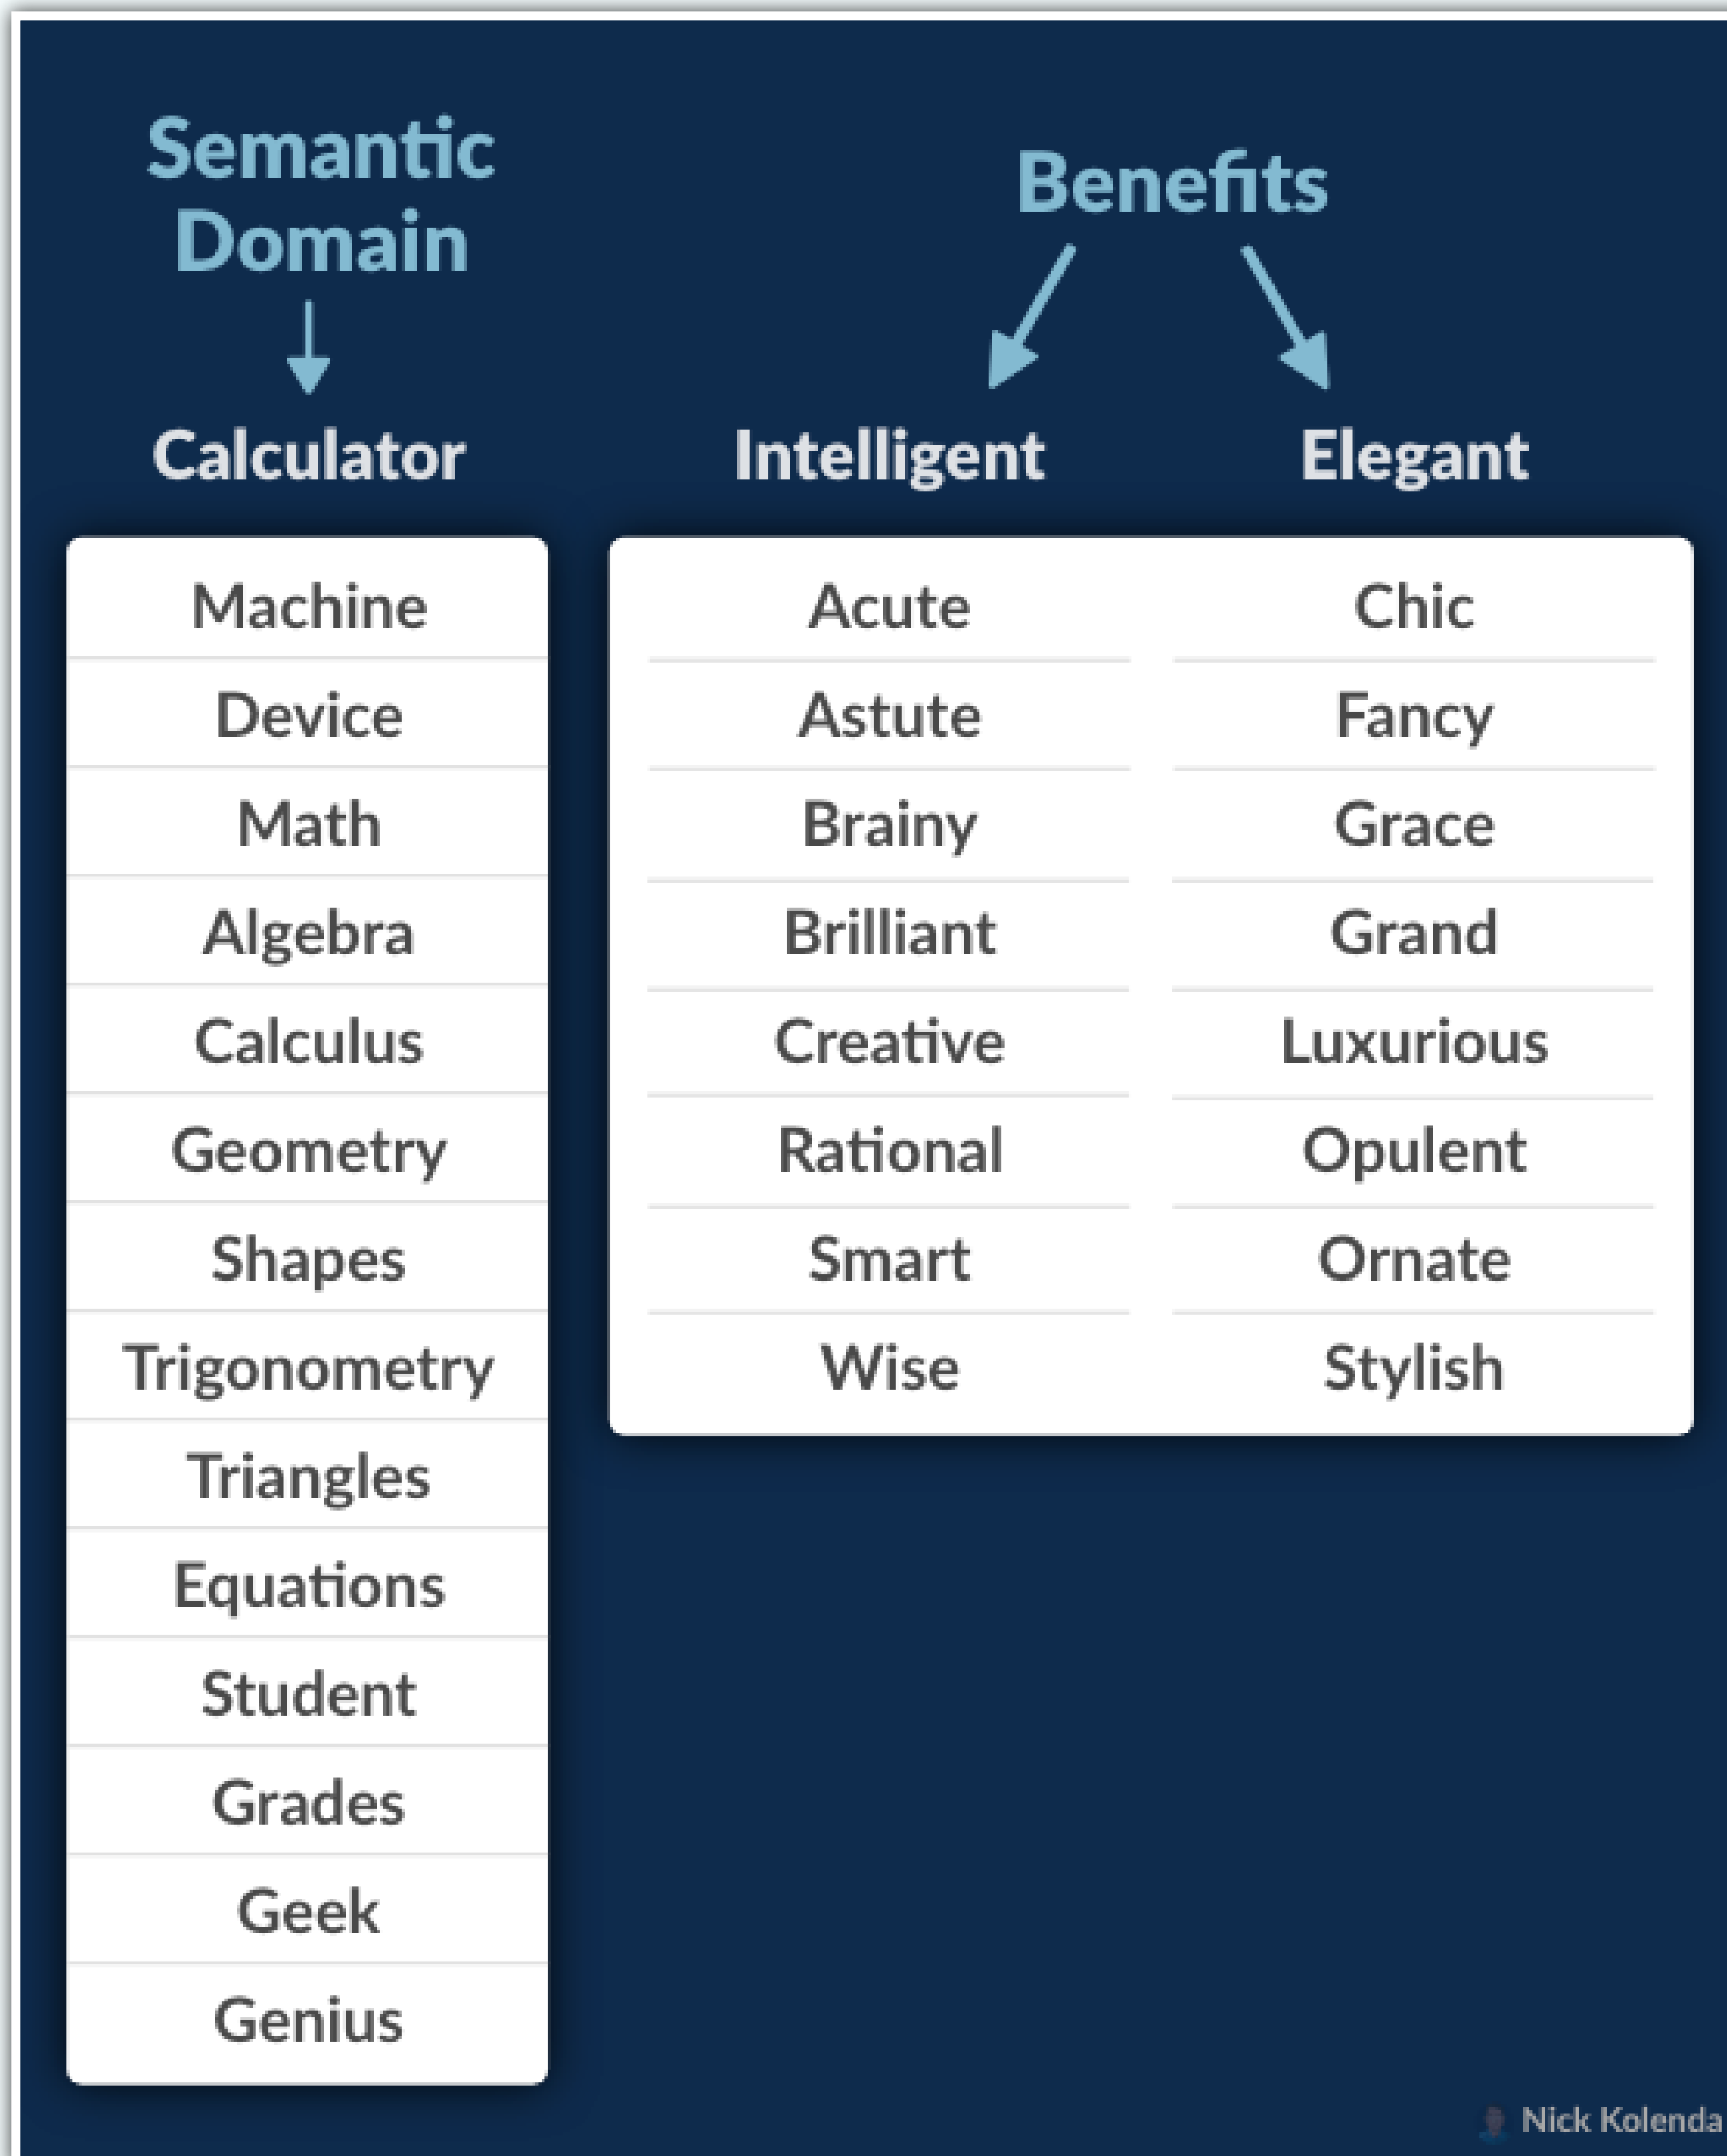 Semantic
Domain
Benefits
Calculator
Intelligent
Elegant
Machine
Device
Math
Algebra
Calculus
Geometry
Shapes
Trigonometry
Triangles
Equations
Student
Grades
Geek
Genius
Acute
Astute
Brainy
Brilliant
Creative
Rational
Smart
Wise
Chic
Fancy
Grace
Grand
Luxurious
Opulent
Ornate
Stylish
Nick Kolenda